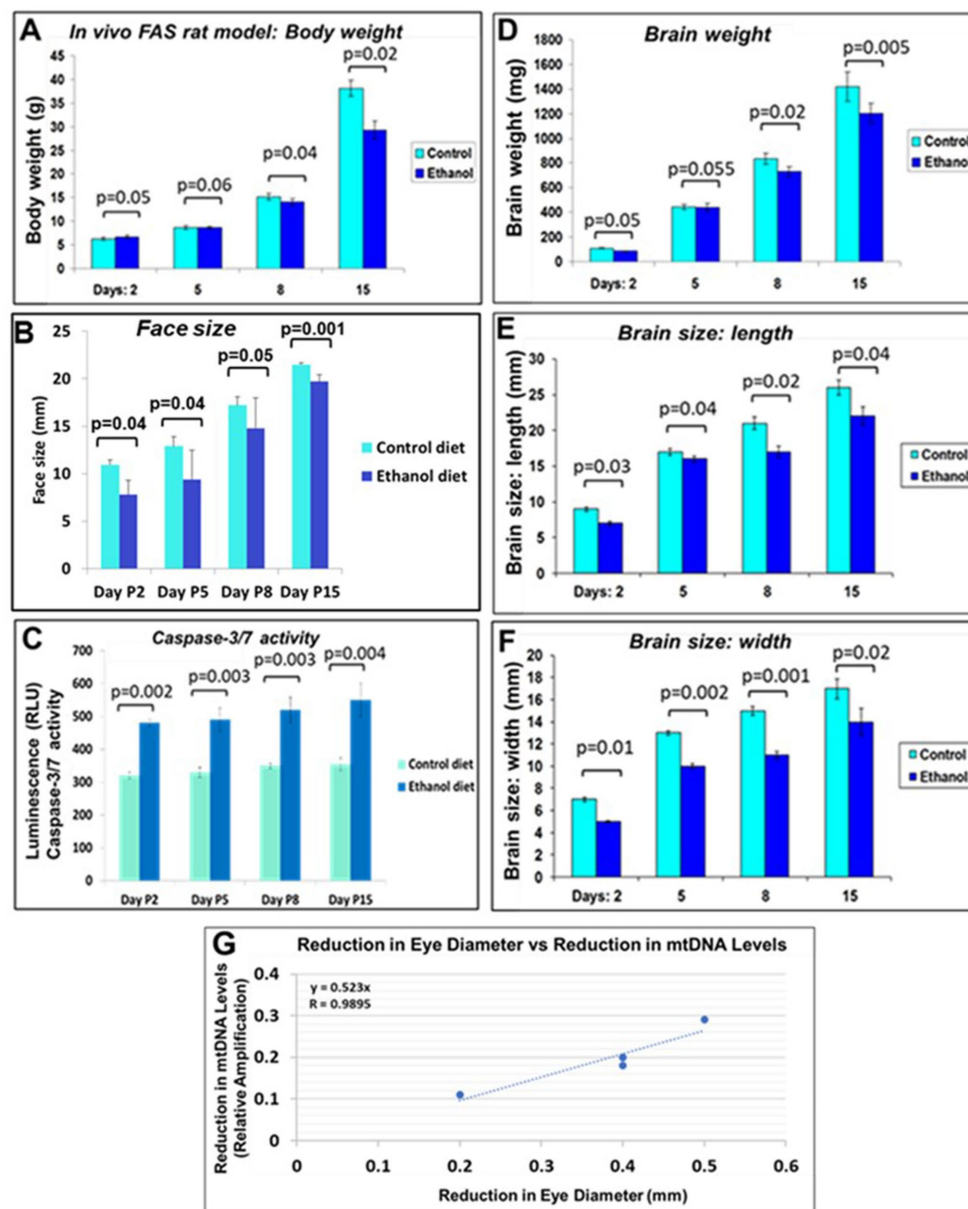 A
In vivo FAS rat model: Body weight
Body weight (g)
45
40
35
30
25
20
15
10
5
0
p=0.05
p=0.06
p=0.04
p=0.02
Control
Ethanol
Days: 2 5 8 15
D
Brain weight
Brain weight (mg)
1800
1600
1400
1200
1000
800
600
400
200
0
p=0.05
p=0.055
p=0.02
p=0.005
Control
Ethanol
Days: 2 5 8 15
B
Face size
Face size (mm)
25
20
15
10
5
0
p=0.04
p=0.04
p=0.05
p=0.001
Control diet
Ethanol diet
Day P2 Day P5 Day P8 Day P15
E
Brain size: length
Brain size: length (mm)
30
25
20
15
10
5
0
p=0.03
p=0.04
p=0.02
p=0.04
Control
Ethanol
Days: 2 5 8 15
C
Caspase-3/7 activity
Luminescence (RLU)
Caspase-3/7 activity
700
600
500
400
300
200
100
0
p=0.002
p=0.003
p=0.003
p=0.004
Control diet
Ethanol diet
Day P2 Day P5 Day P8 Day P15
F
Brain size: width
Brain size: width (mm)
20
18
16
14
12
10
8
6
4
2
0
p=0.01
p=0.002
p=0.001
p=0.02
Control
Ethanol
Days: 2 5 8 15
G
Reduction in Eye Diameter vs Reduction in mtDNA Levels
Reduction in mtDNA Levels
(Relative Amplification)
0.4
0.3
0.2
0.1
0
y = 0.523x
R = 0.9895
0 0.1 0.2 0.3 0.4 0.5 0.6
Reduction in Eye Diameter (mm)